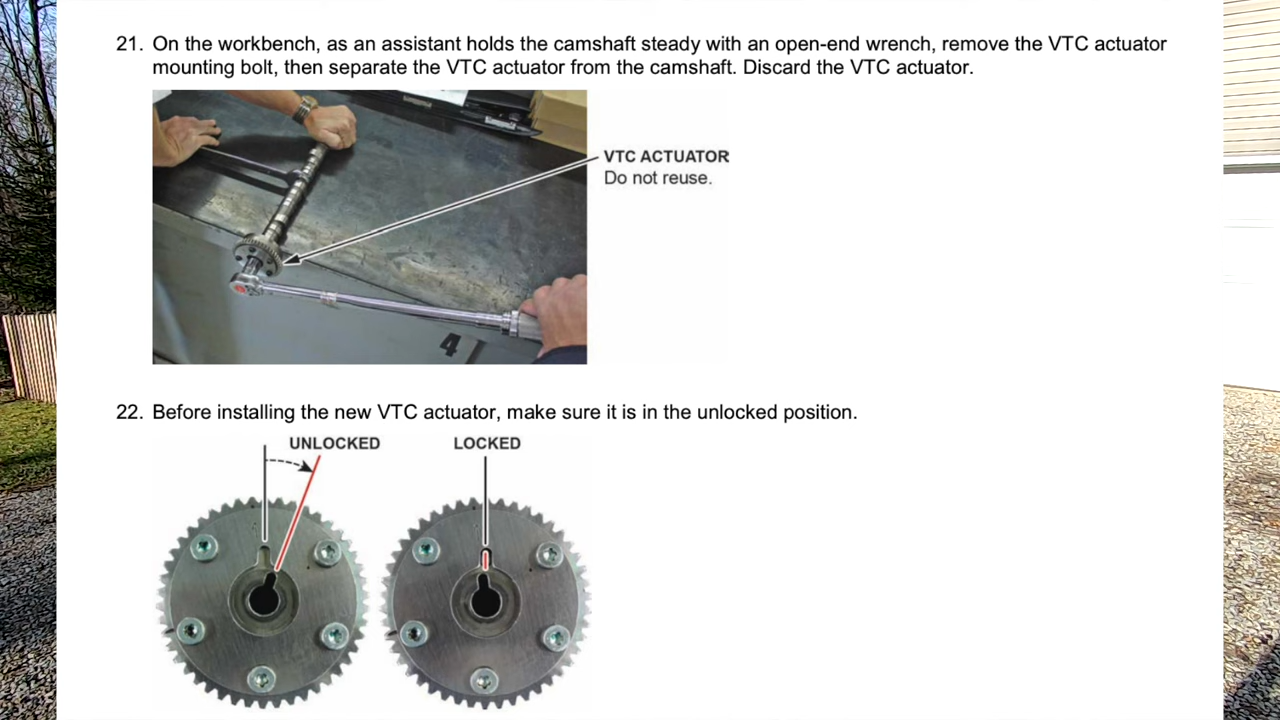 21. On the workbench, as an assistant holds the camshaft steady with an open-end wrench, remove the VTC actuator
mounting bolt, then separate the VTC actuator from the camshaft. Discard the VTC actuator.
VTC ACTUATOR
Do not reuse.
4
22. Before installing the new VTC actuator, make sure it is in the unlocked position.
UNLOCKED
LOCKED